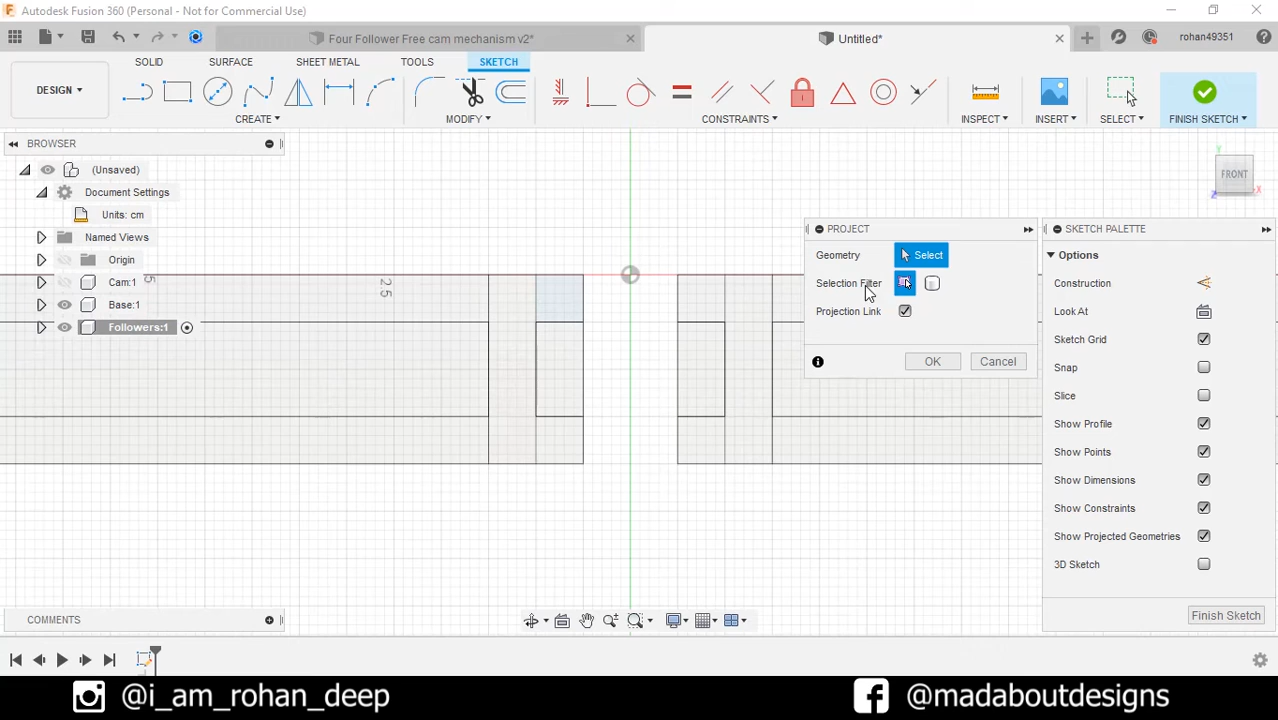 Autodesk Fusion 360 (Personal - Not for Commercial Use)
Four Follower Free cam mechanism v2*
Untitled*
rohan49351
DESIGN
SOLID
SURFACE
SHEET METAL
TOOLS
SKETCH
CREATE
MODIFY
CONSTRAINTS
INSPECT
INSERT
SELECT
FINISH SKETCH
BROWSER
(Unsaved)
Document Settings
Units: cm
Named Views
Origin
Cam:1
Base:1
Followers:1
5
2.5
FRONT
Y
X
Z
PROJECT
Geometry
Select
Selection Filter
Projection Link
OK
Cancel
SKETCH PALETTE
Options
Construction
Look At
Sketch Grid
Snap
Slice
Show Profile
Show Points
Show Dimensions
Show Constraints
Show Projected Geometries
3D Sketch
Finish Sketch
COMMENTS
@i_am_rohan_deep
@madaboutdesigns